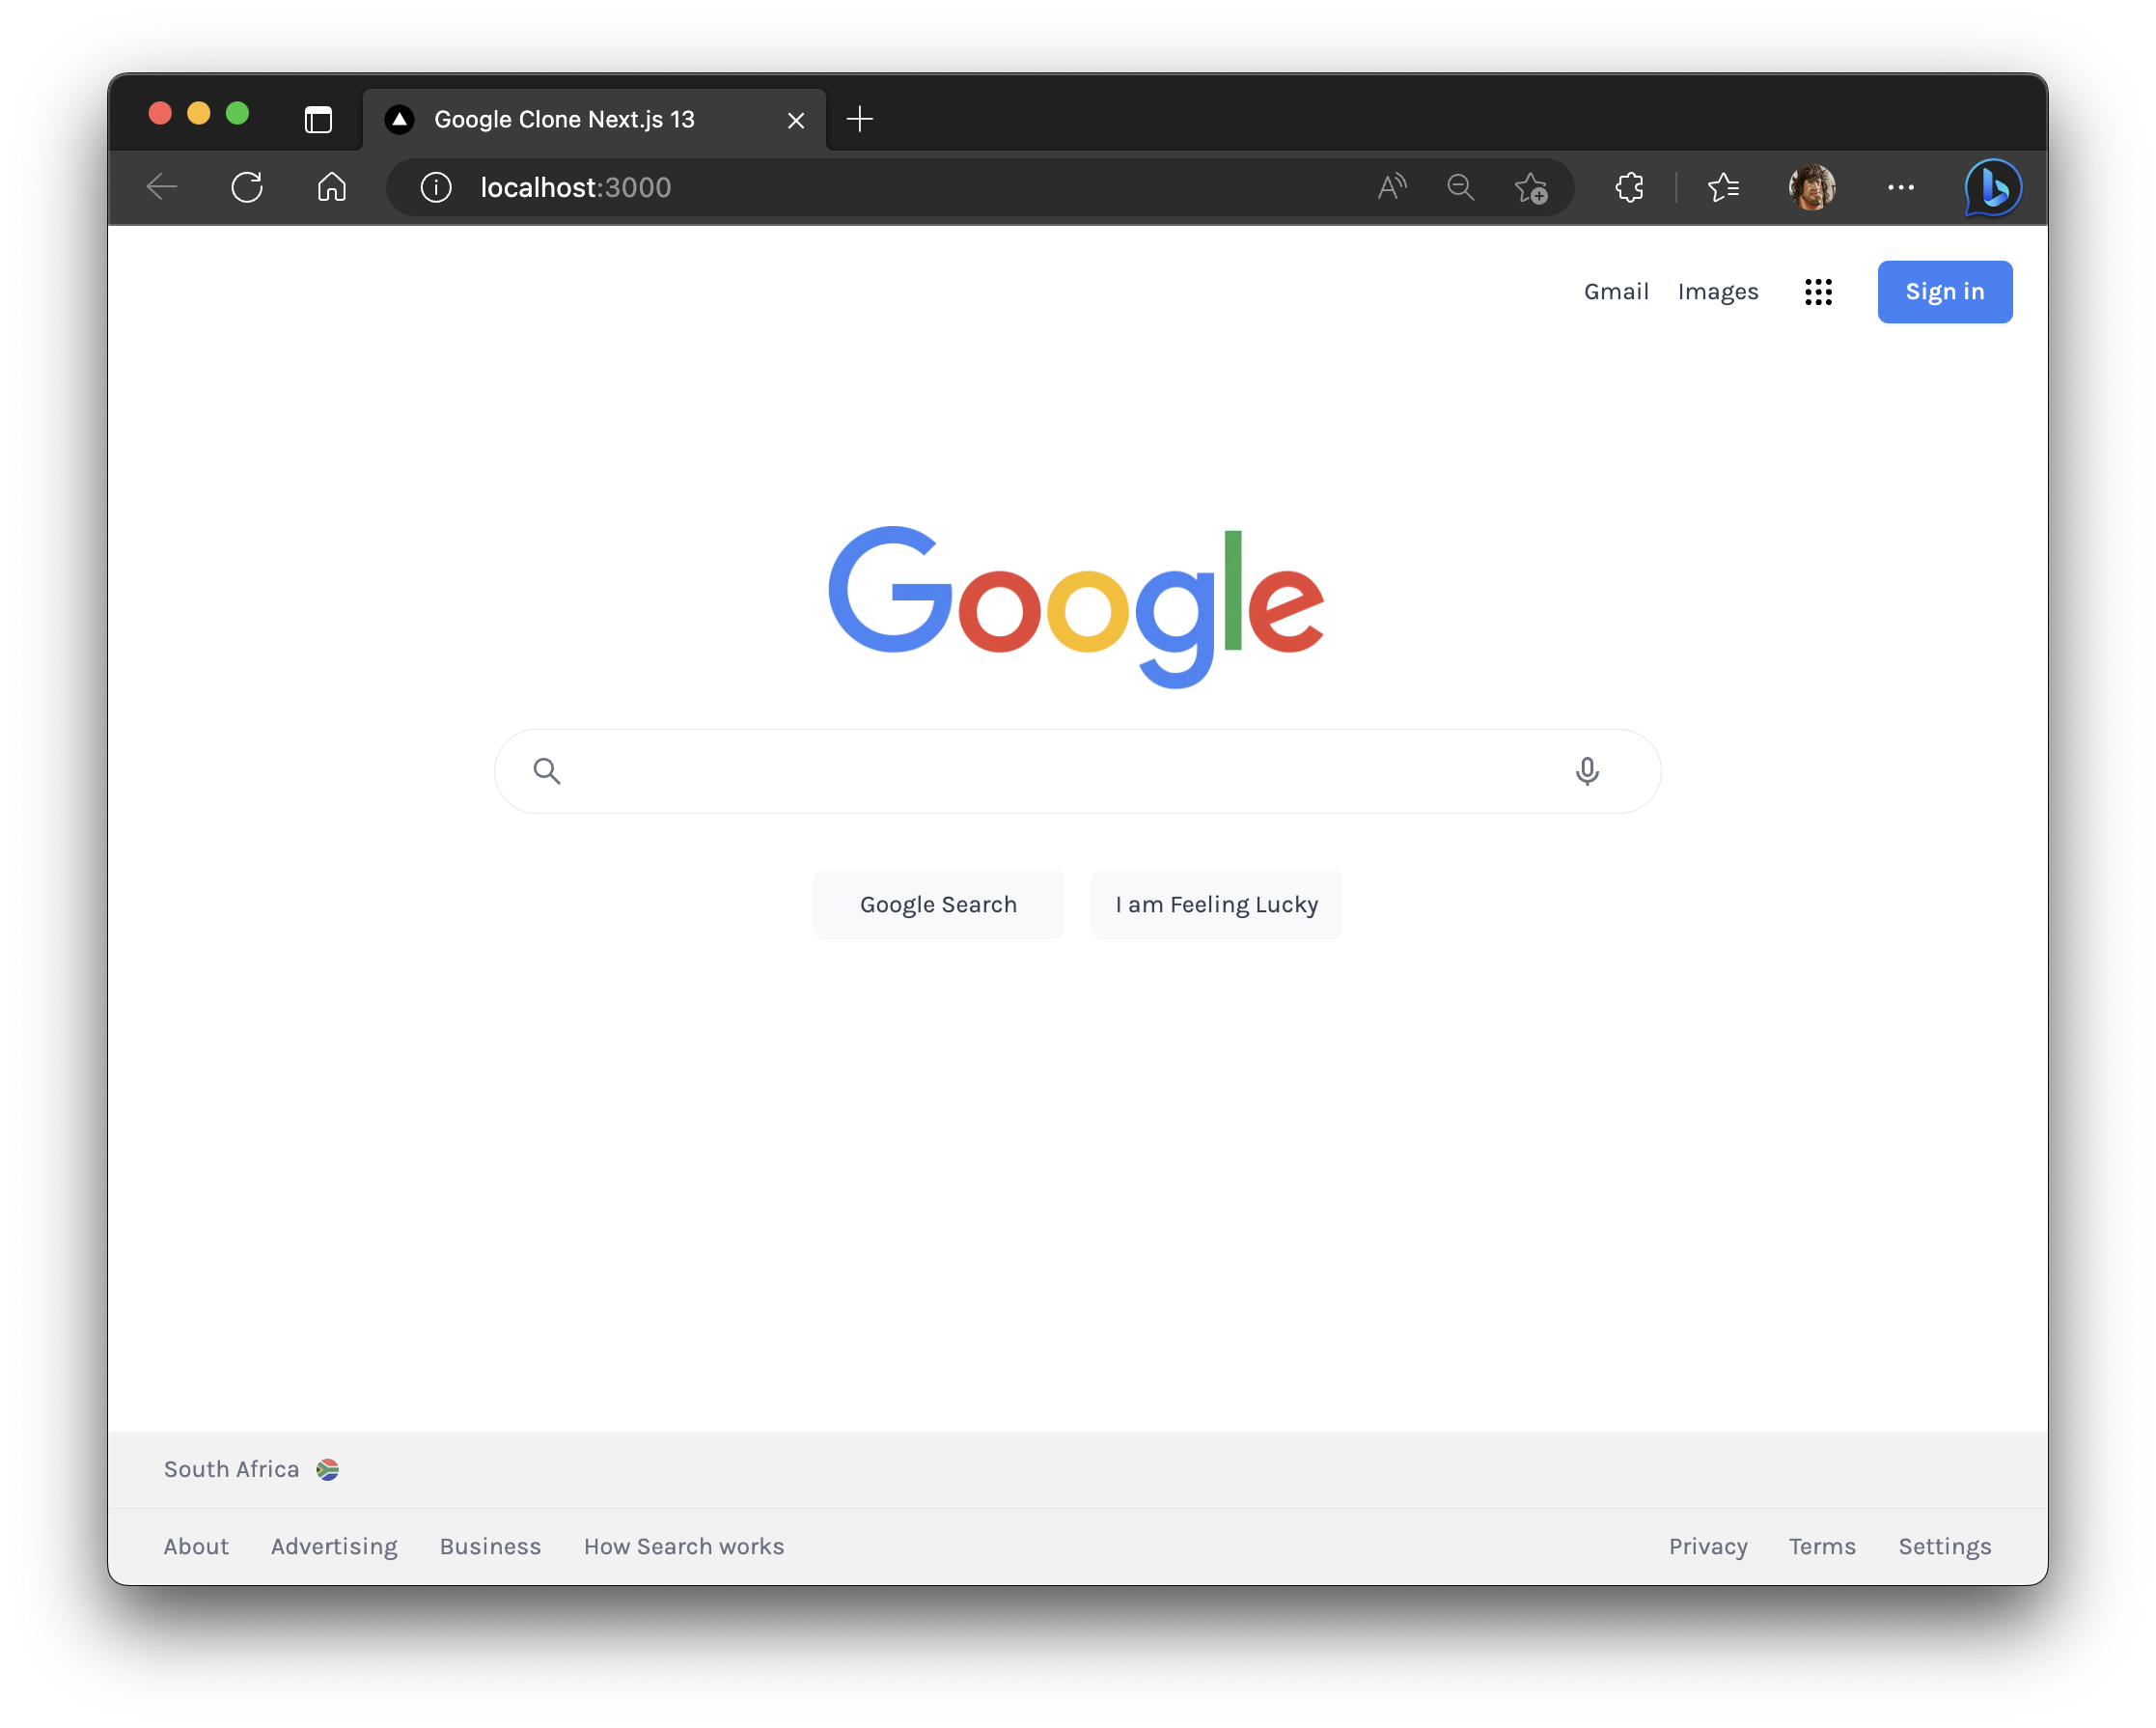 Google Clone Next.js 13
localhost:3000
Gmail Images Sign in
Google
Google Search I am Feeling Lucky
South Africa
About Advertising Business How Search works Privacy Terms Settings